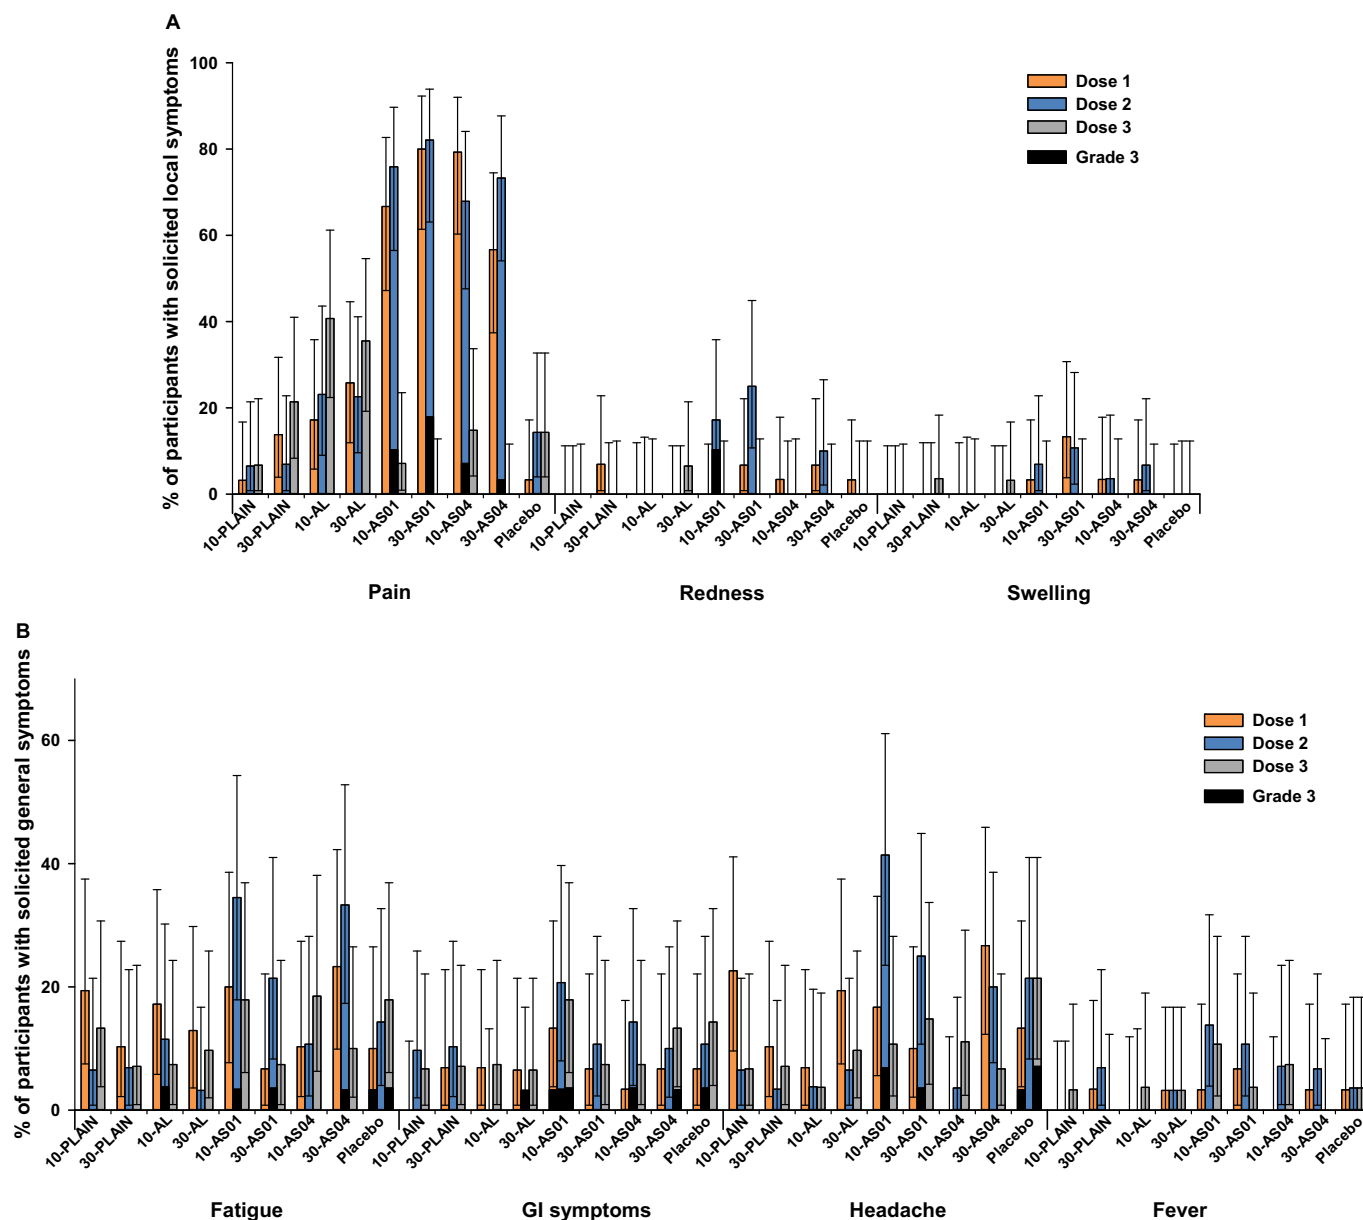 A
% of participants with solicited local symptoms
100
80
60
40
20
0
Dose 1
Dose 2
Dose 3
Grade 3
10-PLAIN
30-PLAIN
10-AL
30-AL
10-AS01
30-AS01
10-AS04
30-AS04
Placebo
10-PLAIN
30-PLAIN
10-AL
30-AL
10-AS01
30-AS01
10-AS04
30-AS04
Placebo
10-PLAIN
30-PLAIN
10-AL
30-AL
10-AS01
30-AS01
10-AS04
30-AS04
Placebo
Pain
Redness
Swelling
B
% of participants with solicited general symptoms
60
40
20
0
Dose 1
Dose 2
Dose 3
Grade 3
10-PLAIN
30-PLAIN
10-AL
30-AL
10-AS01
30-AS01
10-AS04
30-AS04
Placebo
10-PLAIN
30-PLAIN
10-AL
30-AL
10-AS01
30-AS01
10-AS04
30-AS04
Placebo
10-PLAIN
30-PLAIN
10-AL
30-AL
10-AS01
30-AS01
10-AS04
30-AS04
Placebo
10-PLAIN
30-PLAIN
10-AL
30-AL
10-AS01
30-AS01
10-AS04
30-AS04
Placebo
Fatigue
GI symptoms
Headache
Fever